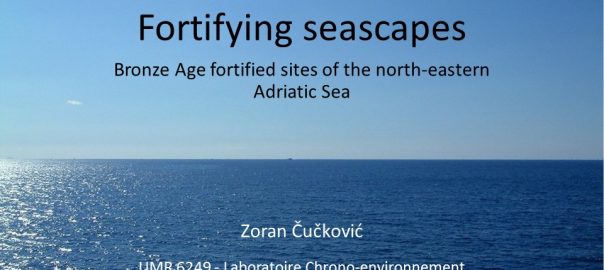 Fortifying seascapes
Bronze Age fortified sites of the north-eastern
Adriatic Sea
Zoran Čučković
UMR 6249 - Laboratoire Chrono-environnement